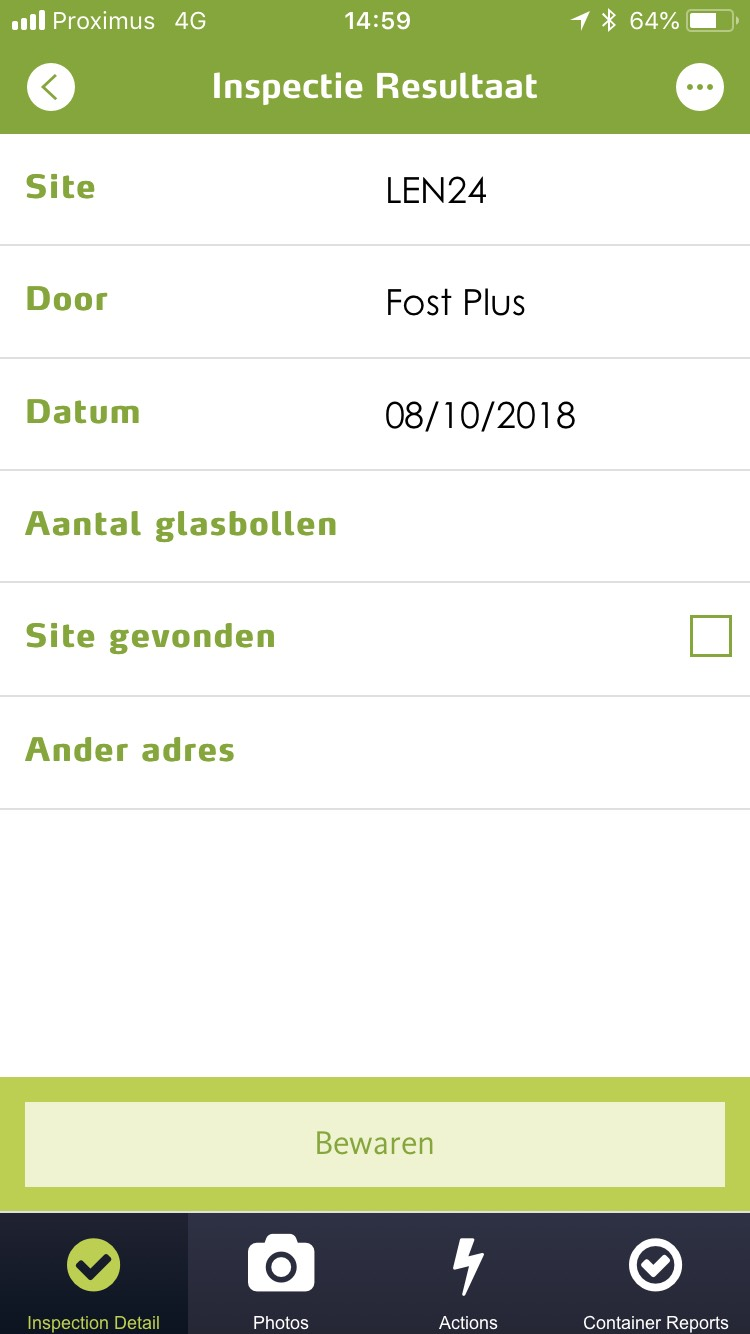 Proximus 4G 14:59 64%
Inspectie Resultaat
Site LEN24
Door Fost Plus
Datum 08/10/2018
Aantal glasbollen
Site gevonden
Ander adres
Bewaren
Inspection Detail Photos Actions Container Reports